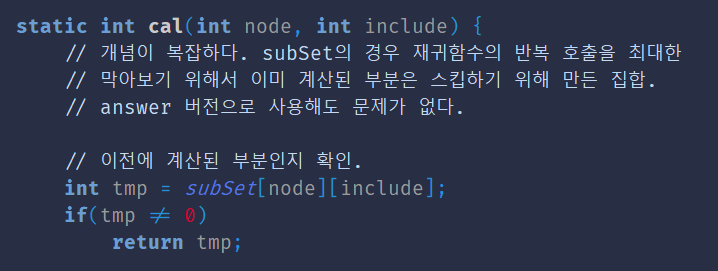 static int cal(int node, int include) {
// 개념이 복잡하다. subSet의 경우 재귀함수의 반복 호출을 최대한
// 막아보기 위해서 이미 계산된 부분은 스킵하기 위해 만든 집합.
// answer 버전으로 사용해도 문제가 없다.
// 이전에 계산된 부분인지 확인.
int tmp = subSet[node][include];
if(tmp ≠ 0)
return tmp;